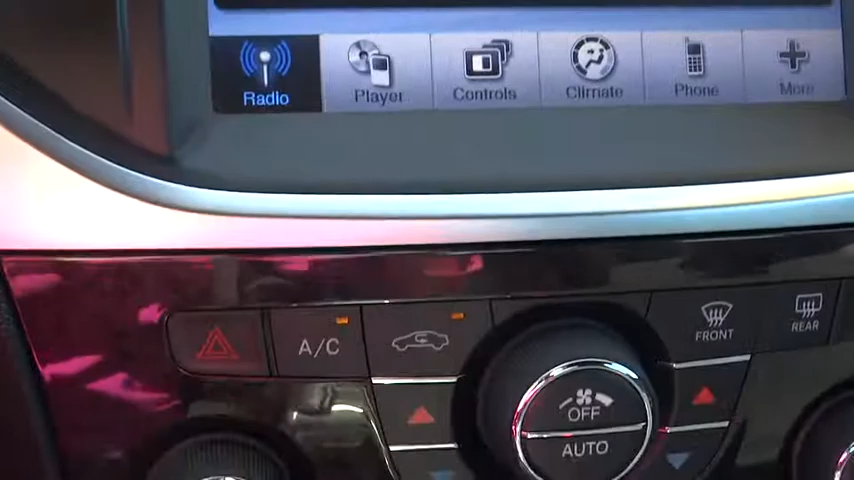 Radio
Player
Controls
Climate
Phone
More
A/C
FRONT
REAR
OFF
AUTO